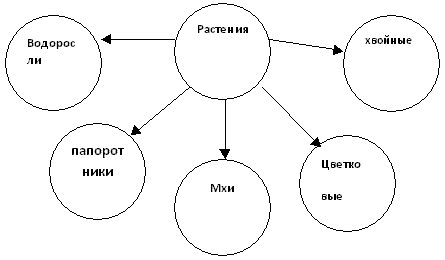 Растения
Водорос
ли
хвойные
папорот
ники
Мхи
Цветко
вые